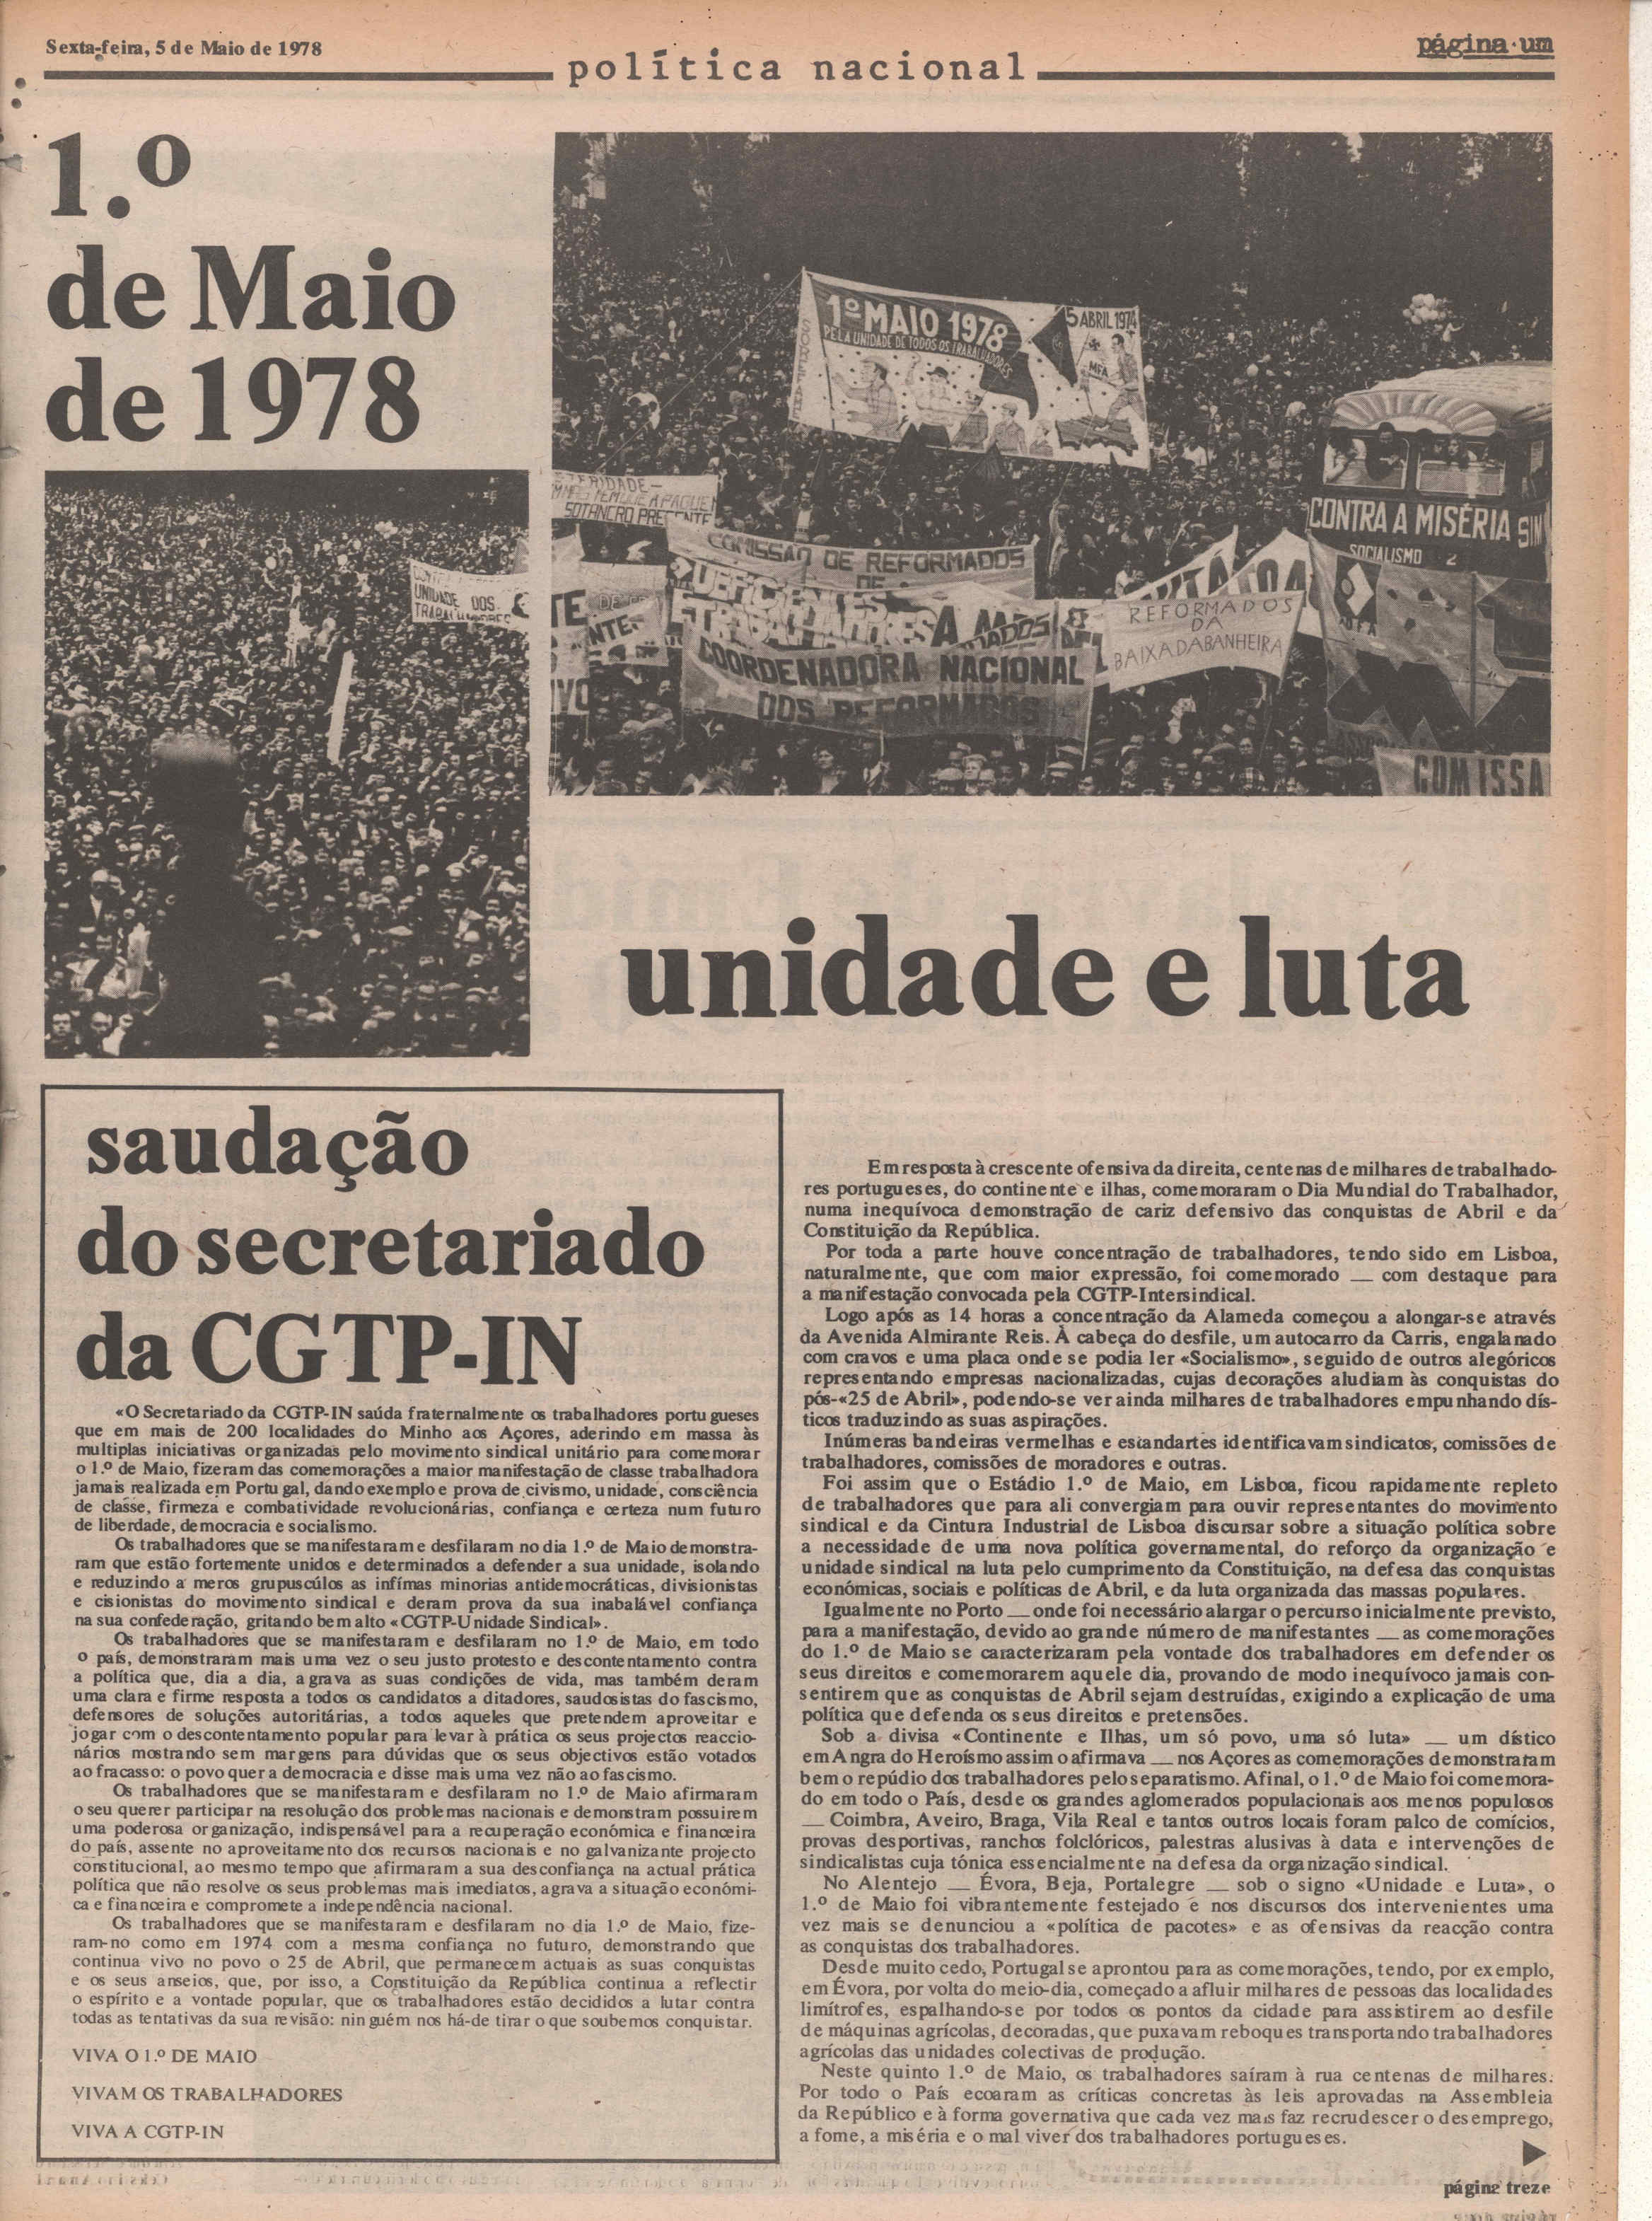 Sexta-feira, 5 de Maio de 1978
política nacional
página·um
1.º
de Maio
de 1978
1º MAIO 1978
PELA UNIDADE DE TODOS OS TRABALHADORES
5 ABRIL 1974
MFA
SOREFAME
CONTRA A MISÉRIA
SOCIALISMO 2
COMISSÃO DE REFORMADOS
DE
DEFICIENTES
COORDENADORA NACIONAL
DOS REFORMADOS
REFORMADOS
DA
BAIXA DA BANHEIRA
COMISSA
UNIDADE DOS
TRABALHADORES
unidade e luta
saudação
do secretariado
da CGTP-IN
«O Secretariado da CGTP-IN saúda fraternalmente os trabalhadores portugueses
que em mais de 200 localidades do Minho aos Açores, aderindo em massa às
multiplas iniciativas organizadas pelo movimento sindical unitário para comemorar
o 1.º de Maio, fizeram das comemorações a maior manifestação de classe trabalhadora
jamais realizada em Portugal, dando exemplo e prova de civismo, unidade, consciência
de classe, firmeza e combatividade revolucionárias, confiança e certeza num futuro
de liberdade, democracia e socialismo.
Os trabalhadores que se manifestaram e desfilaram no dia 1.º de Maio demonstra-
ram que estão fortemente unidos e determinados a defender a sua unidade, isolando
e reduzindo a meros grupusculos as infímas minorias antidemocráticas, divisionistas
e cisionistas do movimento sindical e deram prova da sua inabalável confiança
na sua confederação, gritando bem alto «CGTP-Unidade Sindical».
Os trabalhadores que se manifestaram e desfilaram no 1.º de Maio, em todo
o país, demonstraram mais uma vez o seu justo protesto e descontentamento contra
a política que, dia a dia, agrava as suas condições de vida, mas também deram
uma clara e firme resposta a todos os candidatos a ditadores, saudosistas do fascismo,
defensores de soluções autoritárias, a todos aqueles que pretendem aproveitar e
jogar com o descontentamento popular para levar à prática os seus projectos reaccio-
nários mostrando sem margens para dúvidas que os seus objectivos estão votados
ao fracasso: o povo quer a democracia e disse mais uma vez não ao fascismo.
Os trabalhadores que se manifestaram e desfilaram no 1.º de Maio afirmaram
o seu querer participar na resolução dos problemas nacionais e demonstram possuirem
uma poderosa organização, indispensável para a recuperação económica e financeira
do país, assente no aproveitamento dos recursos nacionais e no galvanizante projecto
constitucional, ao mesmo tempo que afirmaram a sua desconfiança na actual prática
política que não resolve os seus problemas mais imediatos, agrava a situação económi-
ca e financeira e compromete a independência nacional.
Os trabalhadores que se manifestaram e desfilaram no dia 1.º de Maio, fize-
ram-no como em 1974 com a mesma confiança no futuro, demonstrando que
continua vivo no povo o 25 de Abril, que permanecem actuais as suas conquistas
e os seus anseios, que, por isso, a Constituição da República continua a reflectir
o espírito e a vontade popular, que os trabalhadores estão decididos a lutar contra
todas as tentativas da sua revisão: ninguém nos há-de tirar o que soubemos conquistar.
VIVA O 1.º DE MAIO
VIVAM OS TRABALHADORES
VIVA A CGTP-IN
Em resposta à crescente ofensiva da direita, centenas de milhares de trabalhado-
res portugueses, do continente e ilhas, comemoraram o Dia Mundial do Trabalhador,
numa inequívoca demonstração de cariz defensivo das conquistas de Abril e da
Constituição da República.
Por toda a parte houve concentração de trabalhadores, tendo sido em Lisboa,
naturalmente, que com maior expressão, foi comemorado — com destaque para
a manifestação convocada pela CGTP-Intersindical.
Logo após as 14 horas a concentração da Alameda começou a alongar-se através
da Avenida Almirante Reis. À cabeça do desfile, um autocarro da Carris, engalanado
com cravos e uma placa onde se podia ler «Socialismo», seguido de outros alegóricos
representando empresas nacionalizadas, cujas decorações aludiam às conquistas do
pós-«25 de Abril», podendo-se ver ainda milhares de trabalhadores empunhando dís-
ticos traduzindo as suas aspirações.
Inúmeras bandeiras vermelhas e estandartes identificavam sindicatos, comissões de
trabalhadores, comissões de moradores e outras.
Foi assim que o Estádio 1.º de Maio, em Lisboa, ficou rapidamente repleto
de trabalhadores que para ali convergiam para ouvir representantes do movimento
sindical e da Cintura Industrial de Lisboa discursar sobre a situação política sobre
a necessidade de uma nova política governamental, do reforço da organização e
unidade sindical na luta pelo cumprimento da Constituição, na defesa das conquistas
económicas, sociais e políticas de Abril, e da luta organizada das massas populares.
Igualmente no Porto — onde foi necessário alargar o percurso inicialmente previsto,
para a manifestação, devido ao grande número de manifestantes — as comemorações
do 1.º de Maio se caracterizaram pela vontade dos trabalhadores em defender os
seus direitos e comemorarem aquele dia, provando de modo inequívoco jamais con-
sentirem que as conquistas de Abril sejam destruídas, exigindo a explicação de uma
política que defenda os seus direitos e pretensões.
Sob a divisa «Continente e Ilhas, um só povo, uma só luta» — um dístico
em Angra do Heroísmo assim o afirmava — nos Açores as comemorações demonstraram
bem o repúdio dos trabalhadores pelo separatismo. Afinal, o 1.º de Maio foi comemora-
do em todo o País, desde os grandes aglomerados populacionais aos menos populosos
— Coimbra, Aveiro, Braga, Vila Real e tantos outros locais foram palco de comícios,
provas desportivas, ranchos folclóricos, palestras alusivas à data e intervenções de
sindicalistas cuja tónica essencialmente na defesa da organização sindical.
No Alentejo — Évora, Beja, Portalegre — sob o signo «Unidade e Luta», o
1.º de Maio foi vibrantemente festejado e nos discursos dos intervenientes uma
vez mais se denunciou a «política de pacotes» e as ofensivas da reacção contra
as conquistas dos trabalhadores.
Desde muito cedo, Portugal se aprontou para as comemorações, tendo, por exemplo,
em Évora, por volta do meio-dia, começado a afluir milhares de pessoas das localidades
limítrofes, espalhando-se por todos os pontos da cidade para assistirem ao desfile
de máquinas agrícolas, decoradas, que puxavam reboques transportando trabalhadores
agrícolas das unidades colectivas de produção.
Neste quinto 1.º de Maio, os trabalhadores saíram à rua centenas de milhares.
Por todo o País ecoaram as críticas concretas às leis aprovadas na Assembleia
da Repúblico e à forma governativa que cada vez mais faz recrudescer o desemprego,
a fome, a miséria e o mal viver dos trabalhadores portugueses.
página treze